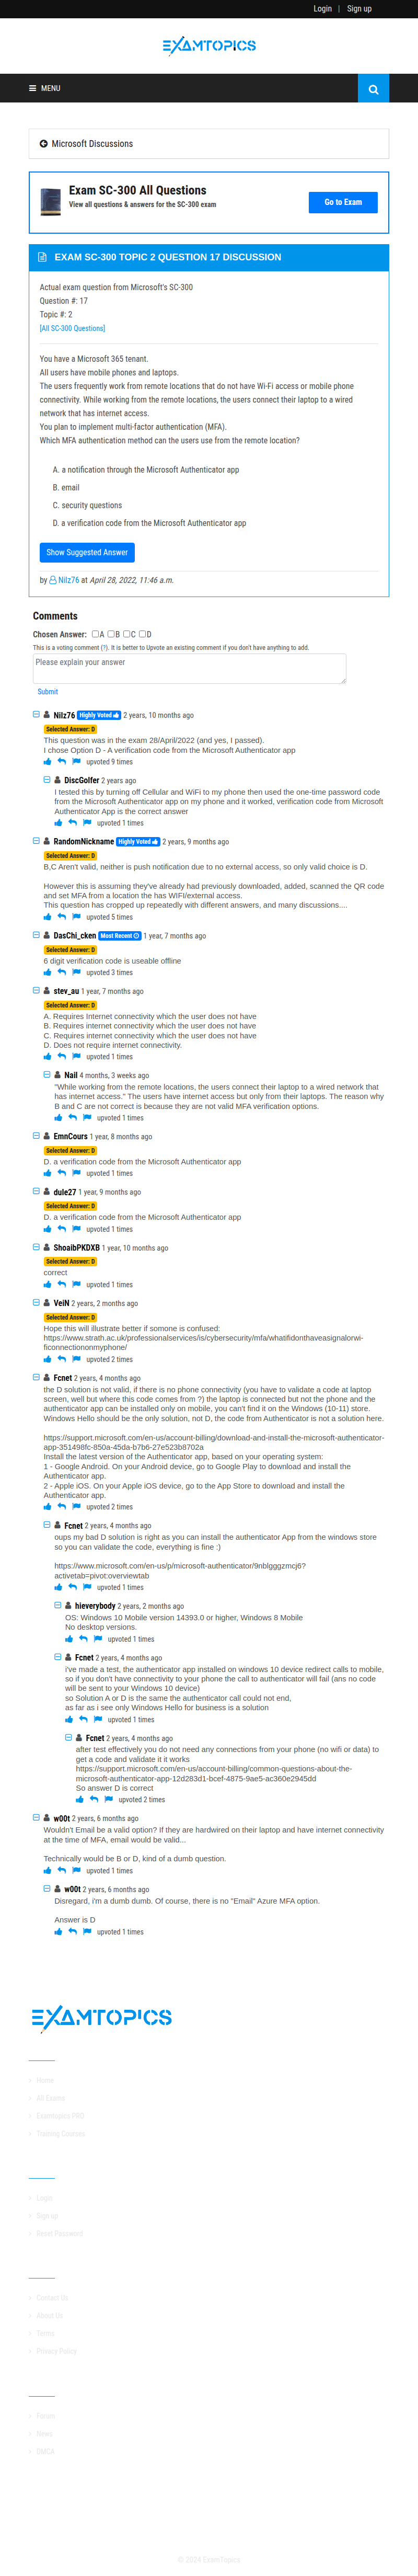 Login | Sign up
EXAMTOPICS
MENU
Microsoft Discussions
Exam SC-300 All Questions
View all questions & answers for the SC-300 exam
Go to Exam
EXAM SC-300 TOPIC 2 QUESTION 17 DISCUSSION
Actual exam question from Microsoft's SC-300
Question #: 17
Topic #: 2
[All SC-300 Questions]
You have a Microsoft 365 tenant.
All users have mobile phones and laptops.
The users frequently work from remote locations that do not have Wi-Fi access or mobile phone
connectivity. While working from the remote locations, the users connect their laptop to a wired
network that has internet access.
You plan to implement multi-factor authentication (MFA).
Which MFA authentication method can the users use from the remote location?
A. a notification through the Microsoft Authenticator app
B. email
C. security questions
D. a verification code from the Microsoft Authenticator app
Show Suggested Answer
by Nilz76 at April 28, 2022, 11:46 a.m.
Comments
Chosen Answer: A B C D
This is a voting comment (?). It is better to Upvote an existing comment if you don't have anything to add.
Please explain your answer
Submit
Nilz76 Highly Voted 2 years, 10 months ago
Selected Answer: D
This question was in the exam 28/April/2022 (and yes, I passed).
I chose Option D - A verification code from the Microsoft Authenticator app
upvoted 9 times
DiscGolfer 2 years ago
I tested this by turning off Cellular and WiFi to my phone then used the one-time password code
from the Microsoft Authenticator app on my phone and it worked, verification code from Microsoft
Authenticator App is the correct answer
upvoted 1 times
RandomNickname Highly Voted 2 years, 9 months ago
Selected Answer: D
B,C Aren't valid, neither is push notification due to no external access, so only valid choice is D.
However this is assuming they've already had previously downloaded, added, scanned the QR code
and set MFA from a location the has WIFI/external access.
This question has cropped up repeatedly with different answers, and many discussions....
upvoted 5 times
DasChi_cken Most Recent 1 year, 7 months ago
Selected Answer: D
6 digit verification code is useable offline
upvoted 3 times
stev_au 1 year, 7 months ago
Selected Answer: D
A. Requires Internet connectivity which the user does not have
B. Requires internet connectivity which the user does not have
C. Requires internet connectivity which the user does not have
D. Does not require internet connectivity.
upvoted 1 times
Nail 4 months, 3 weeks ago
"While working from the remote locations, the users connect their laptop to a wired network that
has internet access." The users have internet access but only from their laptops. The reason why
B and C are not correct is because they are not valid MFA verification options.
upvoted 1 times
EmnCours 1 year, 8 months ago
Selected Answer: D
D. a verification code from the Microsoft Authenticator app
upvoted 1 times
dule27 1 year, 9 months ago
Selected Answer: D
D. a verification code from the Microsoft Authenticator app
upvoted 1 times
ShoaibPKDXB 1 year, 10 months ago
Selected Answer: D
correct
upvoted 1 times
VeiN 2 years, 2 months ago
Selected Answer: D
Hope this will illustrate better if somone is confused:
https://www.strath.ac.uk/professionalservices/is/cybersecurity/mfa/whatifidonthaveasignalorwi-
ficonnectiononmyphone/
upvoted 2 times
Fcnet 2 years, 4 months ago
the D solution is not valid, if there is no phone connectivity (you have to validate a code at laptop
screen, well but where this code comes from ?) the laptop is connected but not the phone and the
authenticator app can be installed only on mobile, you can't find it on the Windows (10-11) store.
Windows Hello should be the only solution, not D, the code from Authenticator is not a solution here.
https://support.microsoft.com/en-us/account-billing/download-and-install-the-microsoft-authenticator-
app-351498fc-850a-45da-b7b6-27e523b8702a
Install the latest version of the Authenticator app, based on your operating system:
1 - Google Android. On your Android device, go to Google Play to download and install the
Authenticator app.
2 - Apple iOS. On your Apple iOS device, go to the App Store to download and install the
Authenticator app.
upvoted 2 times
Fcnet 2 years, 4 months ago
oups my bad D solution is right as you can install the authenticator App from the windows store
so you can validate the code, everything is fine :)
https://www.microsoft.com/en-us/p/microsoft-authenticator/9nblgggzmcj6?
activetab=pivot:overviewtab
upvoted 1 times
hieverybody 2 years, 2 months ago
OS: Windows 10 Mobile version 14393.0 or higher, Windows 8 Mobile
No desktop versions.
upvoted 1 times
Fcnet 2 years, 4 months ago
i've made a test, the authenticator app installed on windows 10 device redirect calls to mobile,
so if you don't have connectivity to your phone the call to authenticator will fail (ans no code
will be sent to your Windows 10 device)
so Solution A or D is the same the authenticator call could not end,
as far as i see only Windows Hello for business is a solution
upvoted 1 times
Fcnet 2 years, 4 months ago
after test effectively you do not need any connections from your phone (no wifi or data) to
get a code and validate it it works
https://support.microsoft.com/en-us/account-billing/common-questions-about-the-
microsoft-authenticator-app-12d283d1-bcef-4875-9ae5-ac360e2945dd
So answer D is correct
upvoted 2 times
w00t 2 years, 6 months ago
Wouldn't Email be a valid option? If they are hardwired on their laptop and have internet connectivity
at the time of MFA, email would be valid...
Technically would be B or D, kind of a dumb question.
upvoted 1 times
w00t 2 years, 6 months ago
Disregard, i'm a dumb dumb. Of course, there is no "Email" Azure MFA option.
Answer is D
upvoted 1 times
EXAMTOPICS
Home
All Exams
Examtopics PRO
Training Courses
Login
Sign up
Reset Password
Contact Us
About Us
Terms
Privacy Policy
Forum
News
DMCA
© 2024 ExamTopics